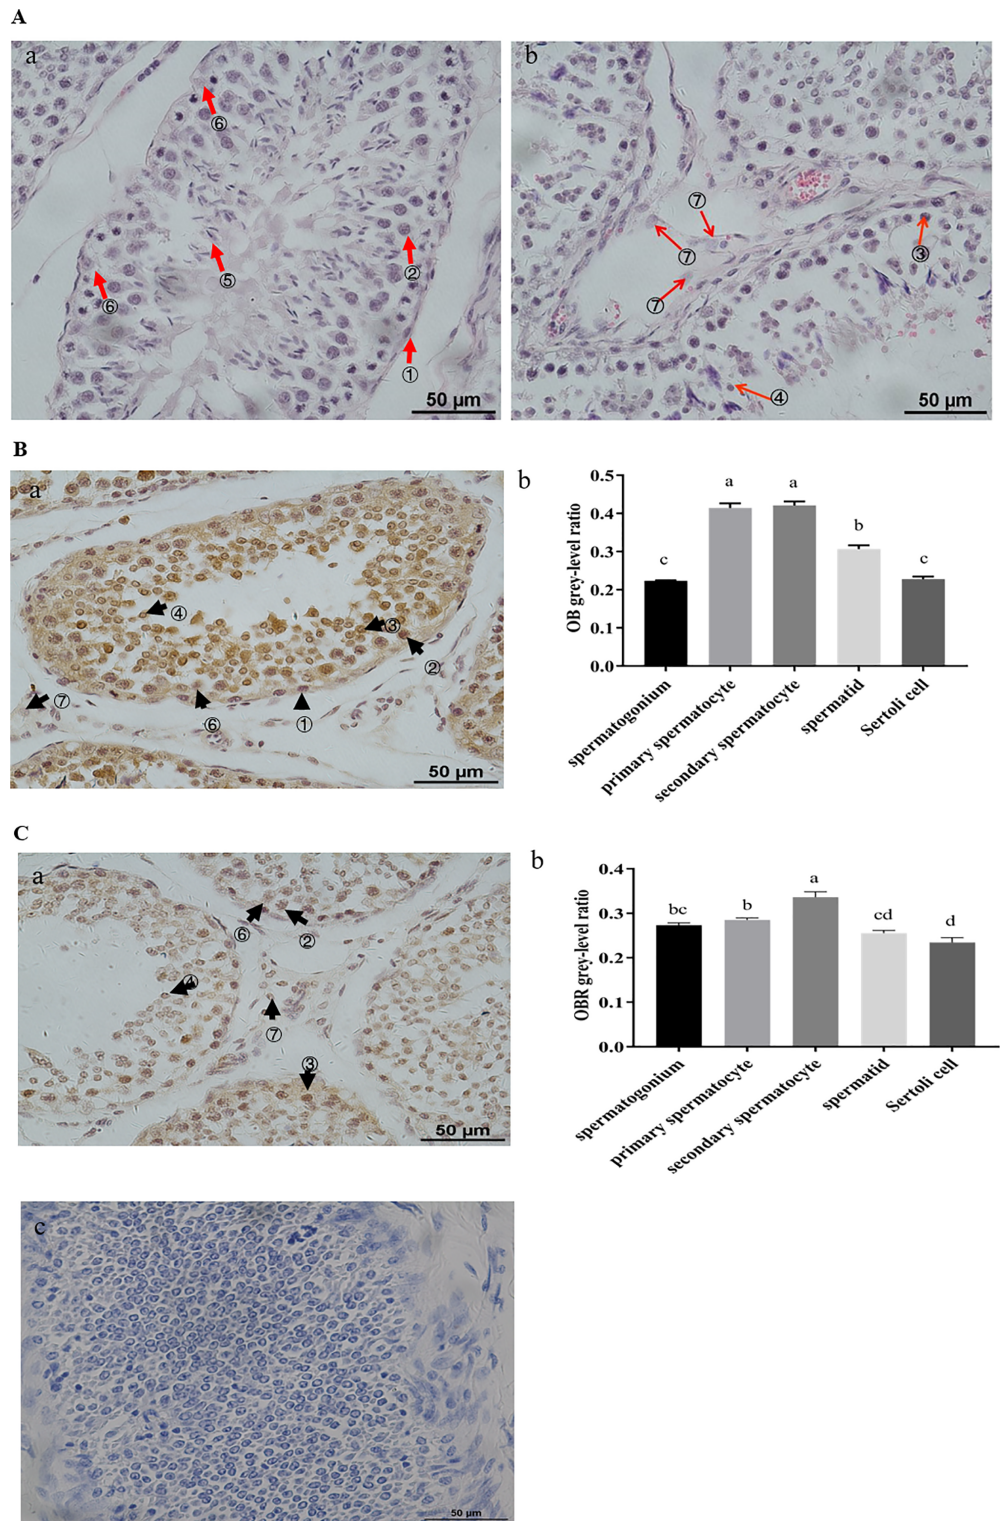 A
a
b
⑥
⑦
②
③
⑤
⑦
⑥
⑦
①
④
50 µm
50 µm
B
a
b
④
③
②
⑦
⑥
①
50 µm
OB grey-level ratio
0.5
0.4
0.3
0.2
0.1
0.0
c
a
a
b
c
spermatogonium
primary spermatocyte
secondary spermatocyte
spermatid
Sertoli cell
C
a
b
⑥
②
④
⑦
③
50 µm
OBR grey-level ratio
0.4
0.3
0.2
0.1
0.0
bc
b
a
cd
d
spermatogonium
primary spermatocyte
secondary spermatocyte
spermatid
Sertoli cell
c
50 µm